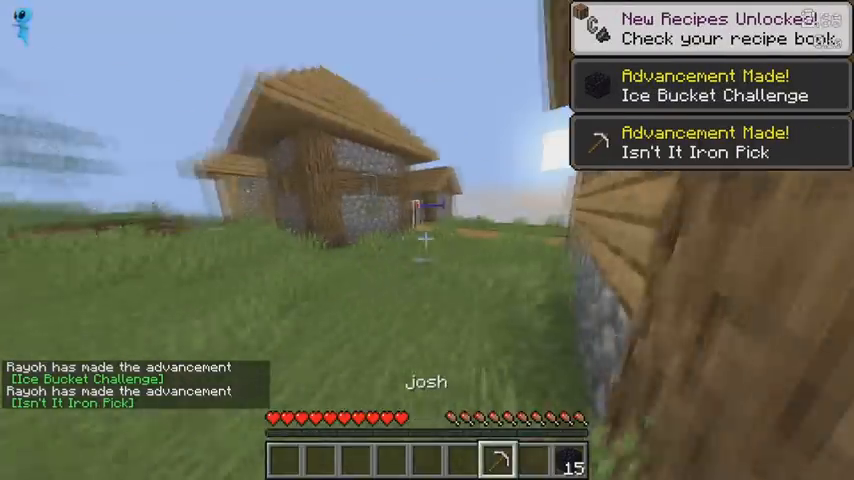 New Recipes Unlocked!
Check your recipe book.
Advancement Made!
Ice Bucket Challenge
Advancement Made!
Isn't It Iron Pick
Rayoh has made the advancement
[Ice Bucket Challenge]
Rayoh has made the advancement
[Isn't It Iron Pick]
josh
15